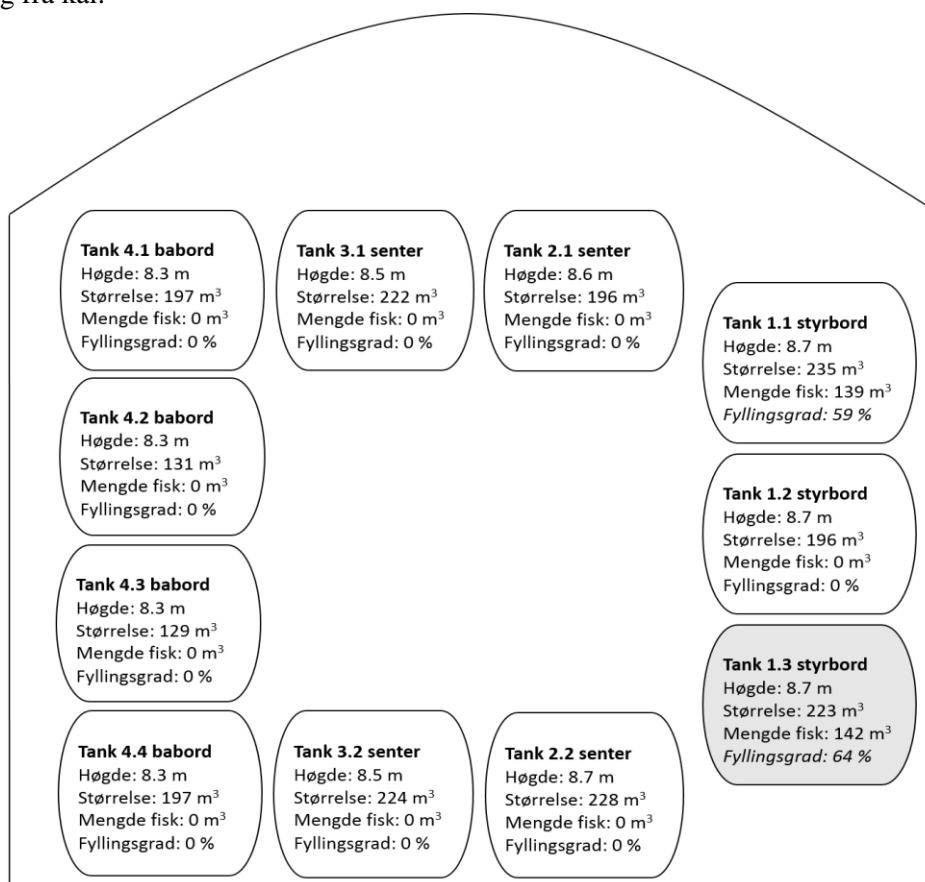 g fra kar.
Tank 4.1 babord
Høgde: 8.3 m
Størrelse: 197 m³
Mengde fisk: 0 m³
Fyllingsgrad: 0 %
Tank 3.1 senter
Høgde: 8.5 m
Størrelse: 222 m³
Mengde fisk: 0 m³
Fyllingsgrad: 0 %
Tank 2.1 senter
Høgde: 8.6 m
Størrelse: 196 m³
Mengde fisk: 0 m³
Fyllingsgrad: 0 %
Tank 1.1 styrbord
Høgde: 8.7 m
Størrelse: 235 m³
Mengde fisk: 139 m³
Fyllingsgrad: 59 %
Tank 4.2 babord
Høgde: 8.3 m
Størrelse: 131 m³
Mengde fisk: 0 m³
Fyllingsgrad: 0 %
Tank 1.2 styrbord
Høgde: 8.7 m
Størrelse: 196 m³
Mengde fisk: 0 m³
Fyllingsgrad: 0 %
Tank 4.3 babord
Høgde: 8.3 m
Størrelse: 129 m³
Mengde fisk: 0 m³
Fyllingsgrad: 0 %
Tank 1.3 styrbord
Høgde: 8.7 m
Størrelse: 223 m³
Mengde fisk: 142 m³
Fyllingsgrad: 64 %
Tank 4.4 babord
Høgde: 8.3 m
Størrelse: 197 m³
Mengde fisk: 0 m³
Fyllingsgrad: 0 %
Tank 3.2 senter
Høgde: 8.5 m
Størrelse: 224 m³
Mengde fisk: 0 m³
Fyllingsgrad: 0 %
Tank 2.2 senter
Høgde: 8.7 m
Størrelse: 228 m³
Mengde fisk: 0 m³
Fyllingsgrad: 0 %